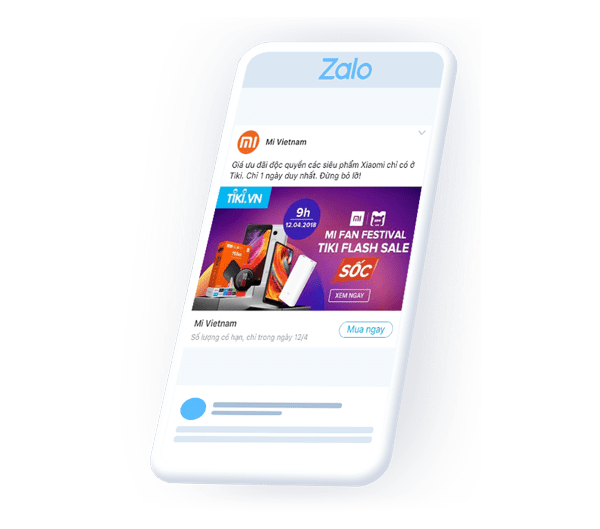 Zalo
Mi Vietnam
Giá ưu đãi độc quyền các siêu phẩm Xiaomi chỉ có ở
Tiki. Chỉ 1 ngày duy nhất. Đừng bỏ lỡ!
TIKI.VN
9h
12.04.2018
MI FAN FESTIVAL
TIKI FLASH SALE
SỐC
XEM NGAY
Mi Vietnam
Số lượng có hạn, chỉ trong ngày 12/4
Mua ngay